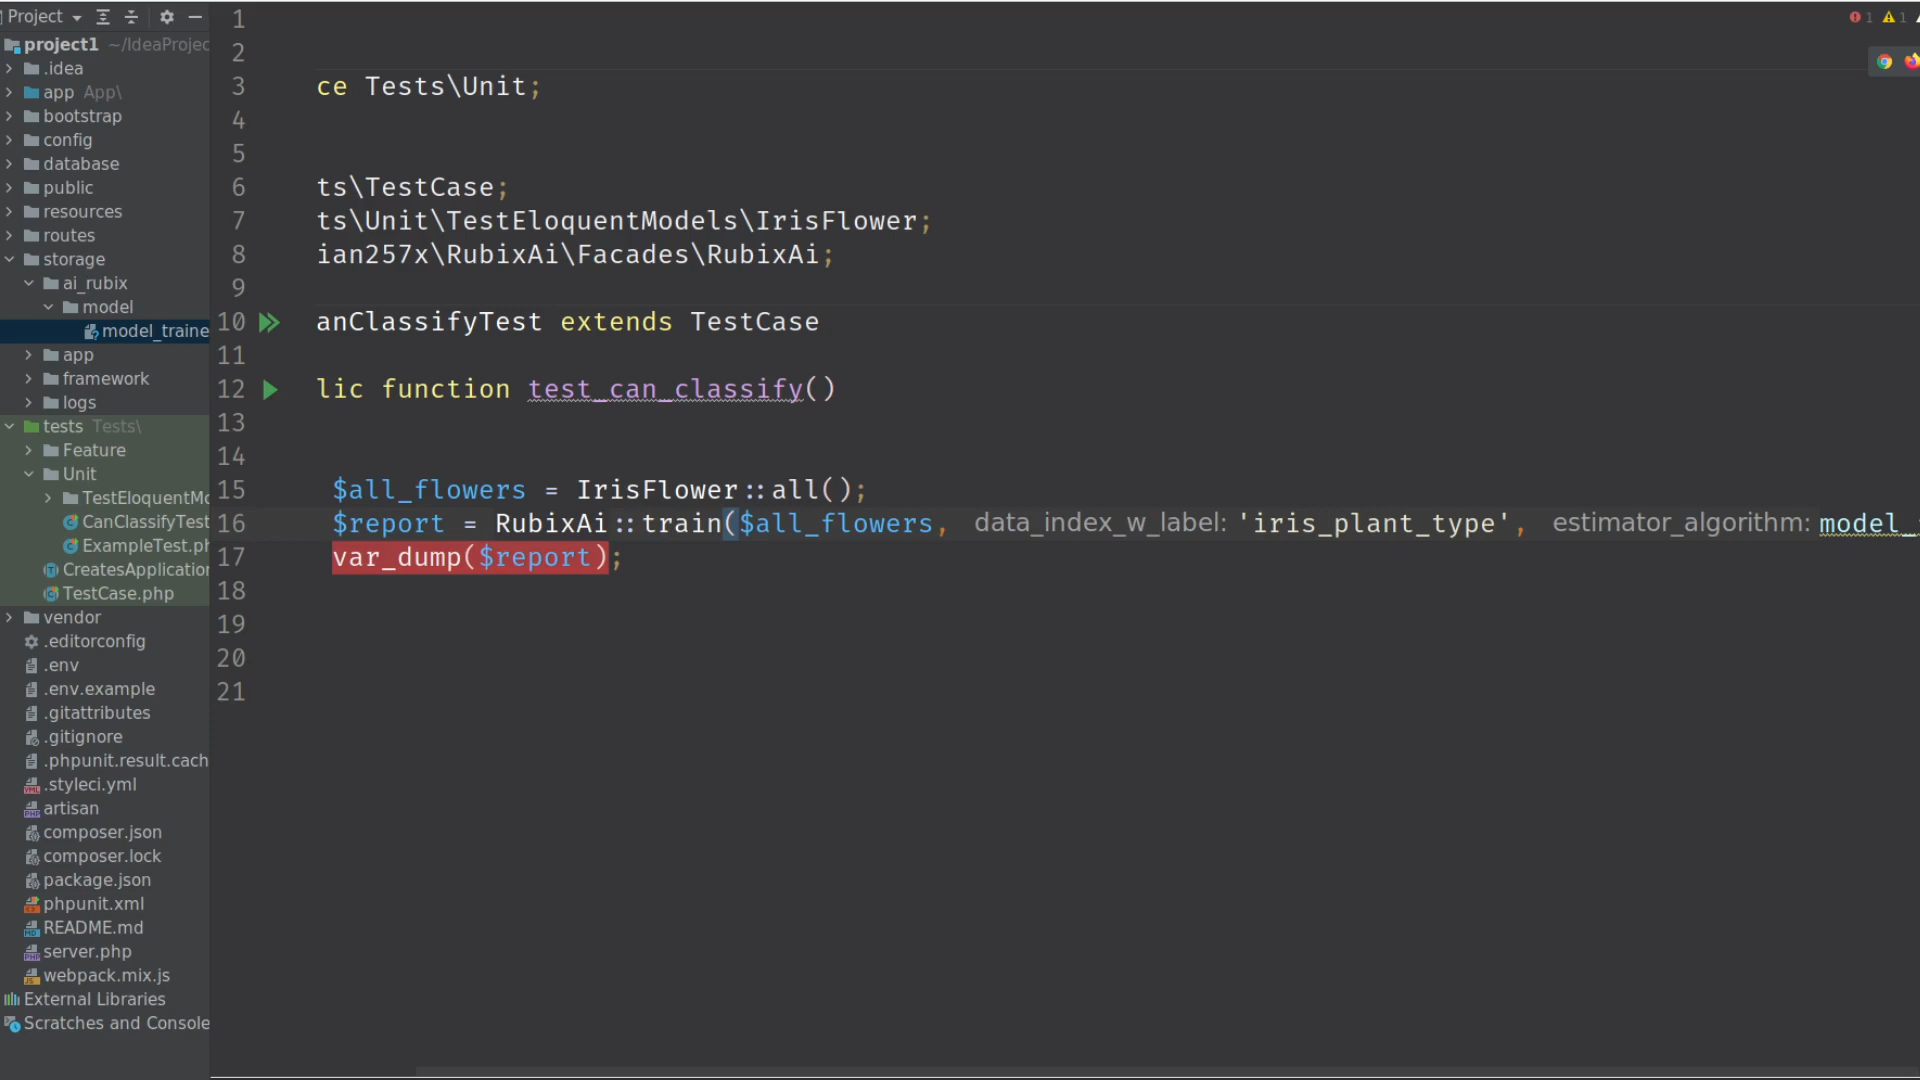 Project
project1 ~/IdeaProjec
.idea
app App\
bootstrap
config
database
public
resources
routes
storage
ai_rubix
model
model_traine
app
framework
logs
tests Tests\
Feature
Unit
TestEloquentMo
CanClassifyTest
ExampleTest.ph
CreatesApplication
TestCase.php
vendor
.editorconfig
.env
.env.example
.gitattributes
.gitignore
.phpunit.result.cach
.styleci.yml
artisan
composer.json
composer.lock
package.json
phpunit.xml
README.md
server.php
webpack.mix.js
External Libraries
Scratches and Console
1
2
3 ce Tests\Unit;
4
5
6 ts\TestCase;
7 ts\Unit\TestEloquentModels\IrisFlower;
8 ian257x\RubixAi\Facades\RubixAi;
9
10 anClassifyTest extends TestCase
11
12 lic function test_can_classify()
13
14
15 $all_flowers = IrisFlower::all();
16 $report = RubixAi::train($all_flowers, data_index_w_label: 'iris_plant_type', estimator_algorithm: model_
17 var_dump($report);
18
19
20
21
1 1